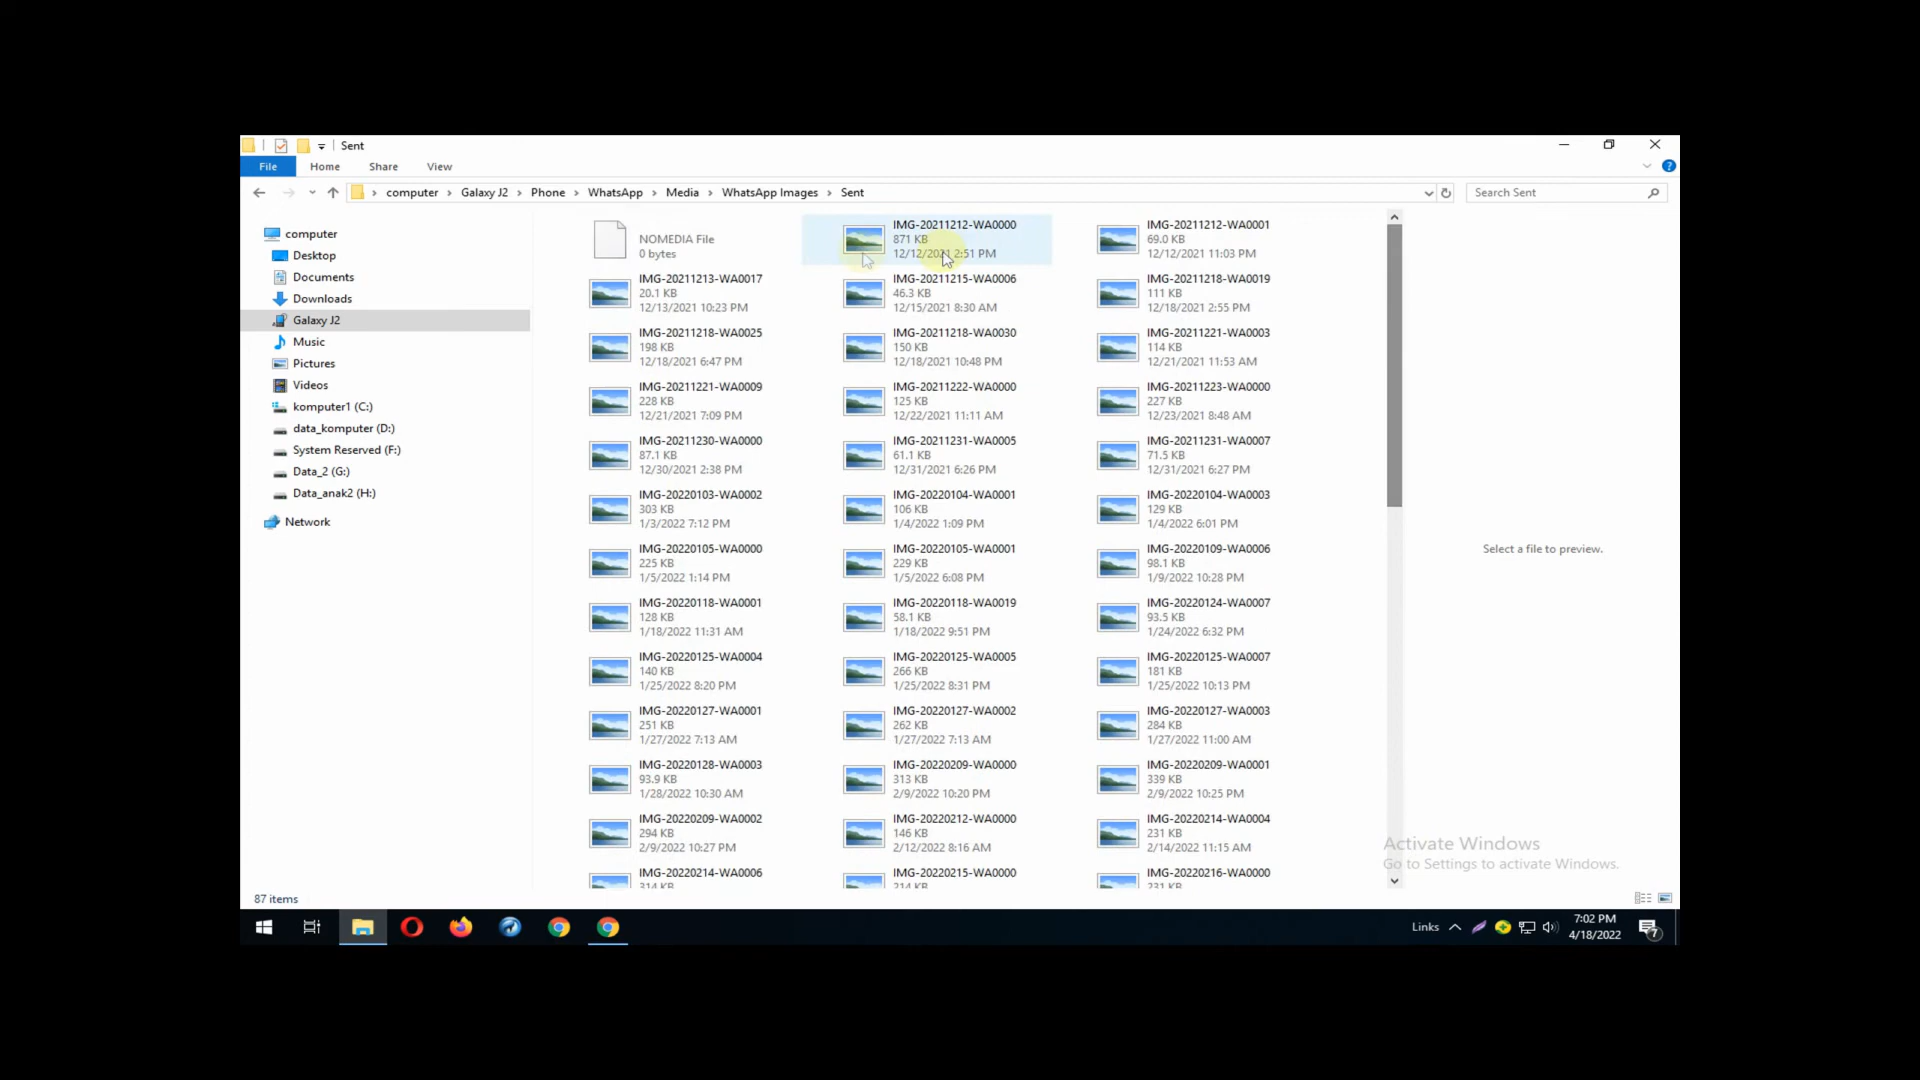 Sent
File Home Share View
computer Galaxy J2 Phone WhatsApp Media WhatsApp Images Sent
Search Sent
computer
Desktop
Documents
Downloads
Galaxy J2
Music
Pictures
Videos
komputer1 (C:)
data_komputer (D:)
System Reserved (F:)
Data_2 (G:)
Data_anak2 (H:)
Network
NOMEDIA File
0 bytes
IMG-20211212-WA0000
871 KB
12/12/2021 2:51 PM
IMG-20211212-WA0001
69.0 KB
12/12/2021 11:03 PM
IMG-20211213-WA0017
20.1 KB
12/13/2021 10:23 PM
IMG-20211215-WA0006
46.3 KB
12/15/2021 8:30 AM
IMG-20211218-WA0019
111 KB
12/18/2021 2:55 PM
IMG-20211218-WA0025
198 KB
12/18/2021 6:47 PM
IMG-20211218-WA0030
150 KB
12/18/2021 10:48 PM
IMG-20211221-WA0003
114 KB
12/21/2021 11:53 AM
IMG-20211221-WA0009
228 KB
12/21/2021 7:09 PM
IMG-20211222-WA0000
125 KB
12/22/2021 11:11 AM
IMG-20211223-WA0000
227 KB
12/23/2021 8:48 AM
IMG-20211230-WA0000
87.1 KB
12/30/2021 2:38 PM
IMG-20211231-WA0005
61.1 KB
12/31/2021 6:26 PM
IMG-20211231-WA0007
71.5 KB
12/31/2021 6:27 PM
IMG-20220103-WA0002
303 KB
1/3/2022 7:12 PM
IMG-20220104-WA0001
106 KB
1/4/2022 1:09 PM
IMG-20220104-WA0003
129 KB
1/4/2022 6:01 PM
IMG-20220105-WA0000
225 KB
1/5/2022 1:14 PM
IMG-20220105-WA0001
229 KB
1/5/2022 6:08 PM
IMG-20220109-WA0006
98.1 KB
1/9/2022 10:28 PM
IMG-20220118-WA0001
128 KB
1/18/2022 11:31 AM
IMG-20220118-WA0019
58.1 KB
1/18/2022 9:51 PM
IMG-20220124-WA0007
93.5 KB
1/24/2022 6:32 PM
IMG-20220125-WA0004
140 KB
1/25/2022 8:20 PM
IMG-20220125-WA0005
266 KB
1/25/2022 8:31 PM
IMG-20220125-WA0007
181 KB
1/25/2022 10:13 PM
IMG-20220127-WA0001
251 KB
1/27/2022 7:13 AM
IMG-20220127-WA0002
262 KB
1/27/2022 7:13 AM
IMG-20220127-WA0003
284 KB
1/27/2022 11:00 AM
IMG-20220128-WA0003
93.9 KB
1/28/2022 10:30 AM
IMG-20220209-WA0000
313 KB
2/9/2022 10:20 PM
IMG-20220209-WA0001
339 KB
2/9/2022 10:25 PM
IMG-20220209-WA0002
294 KB
2/9/2022 10:27 PM
IMG-20220212-WA0000
146 KB
2/12/2022 8:16 AM
IMG-20220214-WA0004
231 KB
2/14/2022 11:15 AM
IMG-20220214-WA0006
314 KB
IMG-20220215-WA0000
214 KB
IMG-20220216-WA0000
231 KB
Select a file to preview.
Activate Windows
Go to Settings to activate Windows.
87 items
Links
7:02 PM
4/18/2022
7